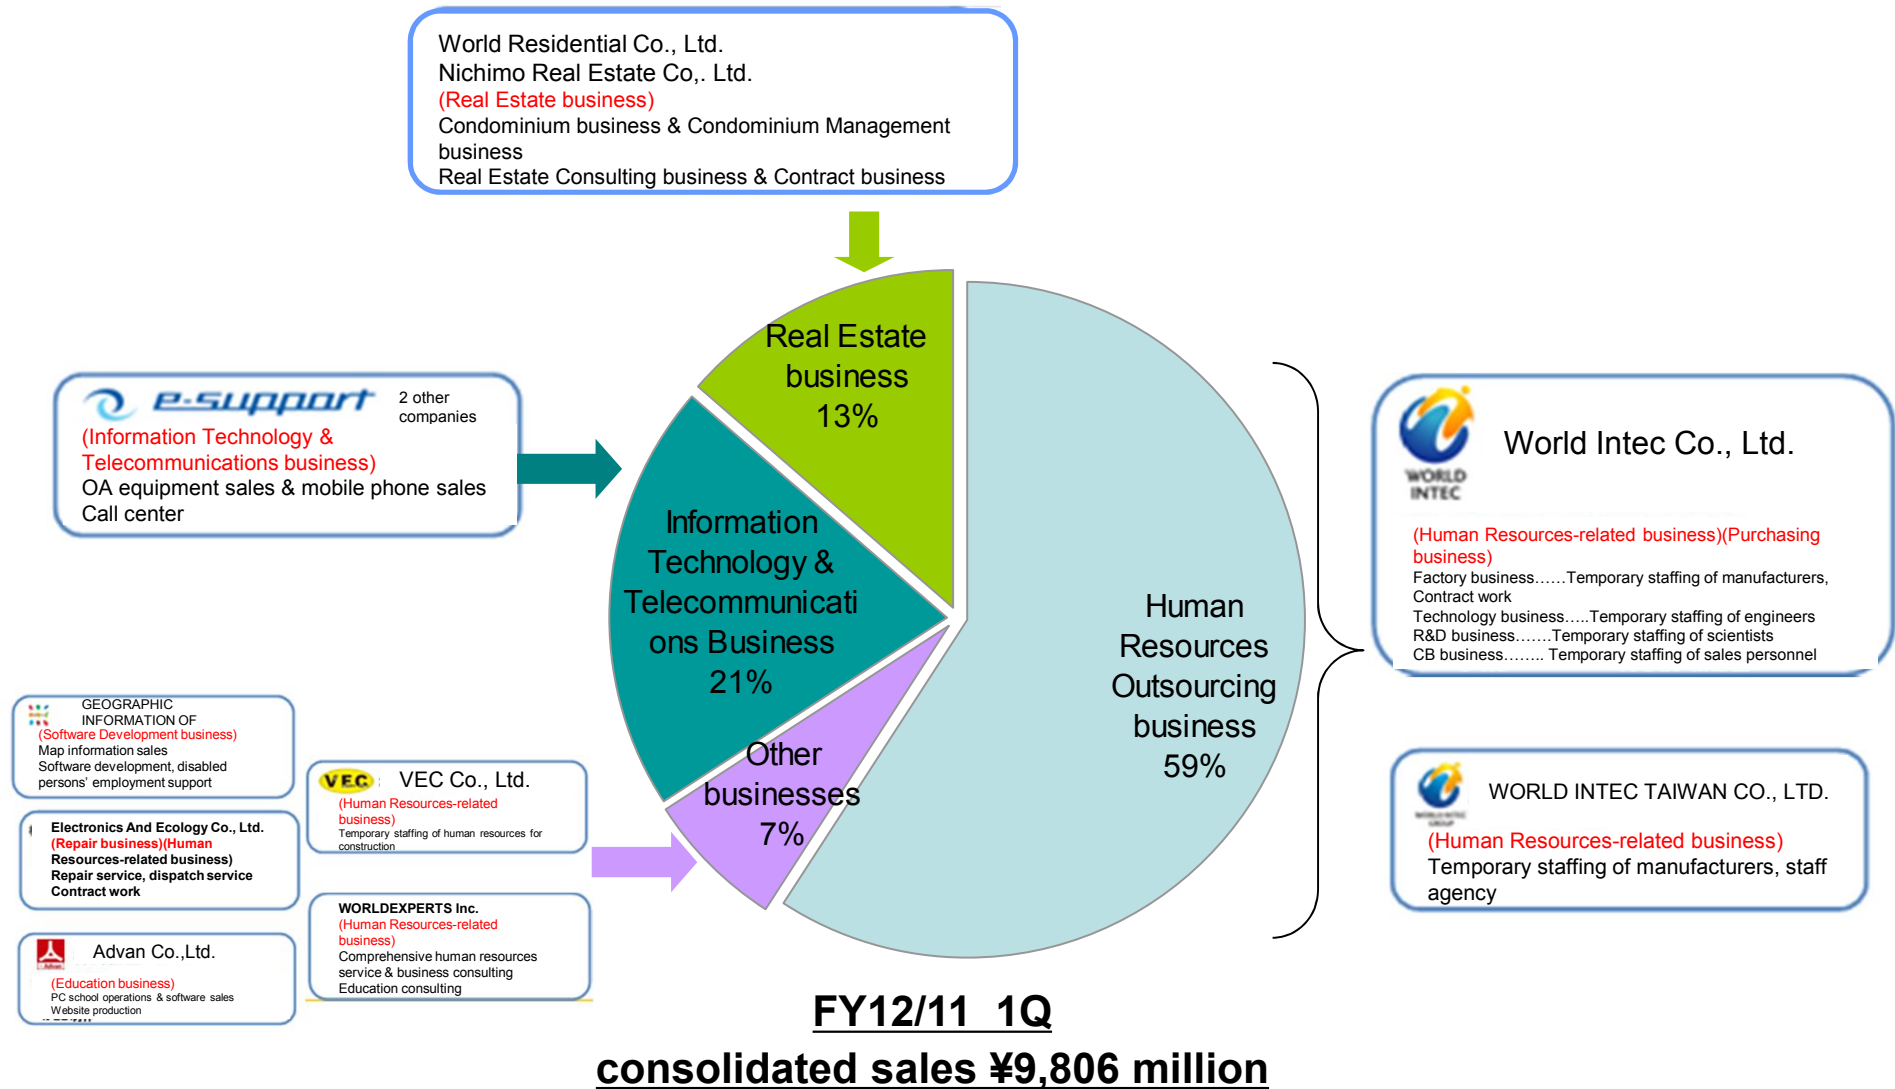 World Residential Co., Ltd.
Nichimo Real Estate Co,. Ltd.
(Real Estate business)
Condominium business & Condominium Management
business
Real Estate Consulting business & Contract business
e-support
2 other
companies
(Information Technology &
Telecommunications business)
OA equipment sales & mobile phone sales
Call center
Real Estate
business
13%
Information
Technology &
Telecommunicati
ons Business
21%
Other
businesses
7%
Human
Resources
Outsourcing
business
59%
WORLD
INTEC
World Intec Co., Ltd.
(Human Resources-related business)(Purchasing
business)
Factory business……Temporary staffing of manufacturers,
Contract work
Technology business…..Temporary staffing of engineers
R&D business…….Temporary staffing of scientists
CB business…….. Temporary staffing of sales personnel
WORLD INTEC
GROUP
WORLD INTEC TAIWAN CO., LTD.
(Human Resources-related business)
Temporary staffing of manufacturers, staff
agency
GEOGRAPHIC
INFORMATION OF
(Software Development business)
Map information sales
Software development, disabled
persons' employment support
Electronics And Ecology Co., Ltd.
(Repair business)(Human
Resources-related business)
Repair service, dispatch service
Contract work
Advan
Advan Co.,Ltd.
(Education business)
PC school operations & software sales
Website production
VEC
VEC Co., Ltd.
(Human Resources-related
business)
Temporary staffing of human resources for
construction
WORLDEXPERTS Inc.
(Human Resources-related
business)
Comprehensive human resources
service & business consulting
Education consulting
FY12/11 1Q
consolidated sales ¥9,806 million